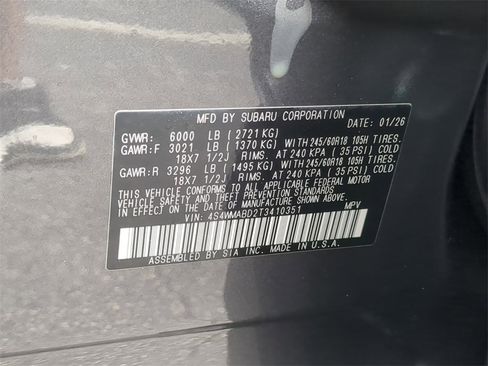 MFD BY SUBARU CORPORATION
DATE: 01/26
GVWR: 6000 LB (2721 KG)
GAWR:F 3021 LB (1370 KG) WITH 245/60R18 105H TIRES.
18X7 1/2J RIMS. AT 240 KPA (35 PSI) COLD
GAWR:R 3296 LB (1495 KG) WITH 245/60R18 105H TIRES.
18X7 1/2J RIMS. AT 240 KPA (35 PSI) COLD
THIS VEHICLE CONFORMS TO ALL APPLICABLE FEDERAL MOTOR
VEHICLE SAFETY AND THEFT PREVENTION STANDARDS IN
EFFECT ON THE DATE OF MANUFACTURE SHOWN ABOVE.
VIN: 4S4WMABD2T3410351 MPV
ASSEMBLED BY SIA INC. MADE IN U.S.A.